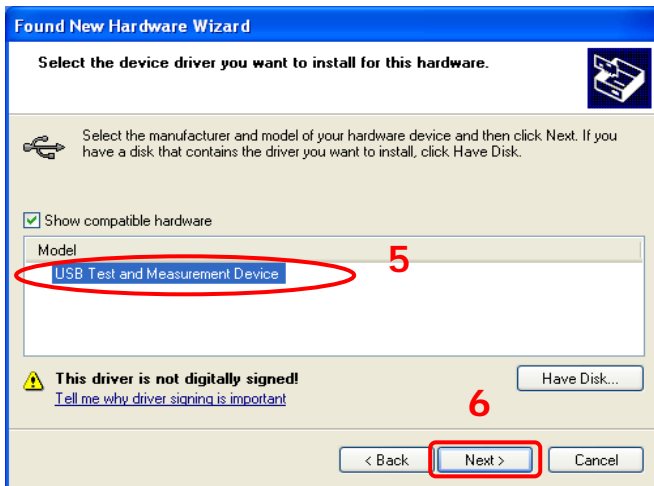 Found New Hardware Wizard
Select the device driver you want to install for this hardware.
Select the manufacturer and model of your hardware device and then click Next. If you
have a disk that contains the driver you want to install, click Have Disk.
Show compatible hardware
Model
USB Test and Measurement Device
5
This driver is not digitally signed!
Have Disk...
Tell me why driver signing is important
6
< Back
Next >
Cancel